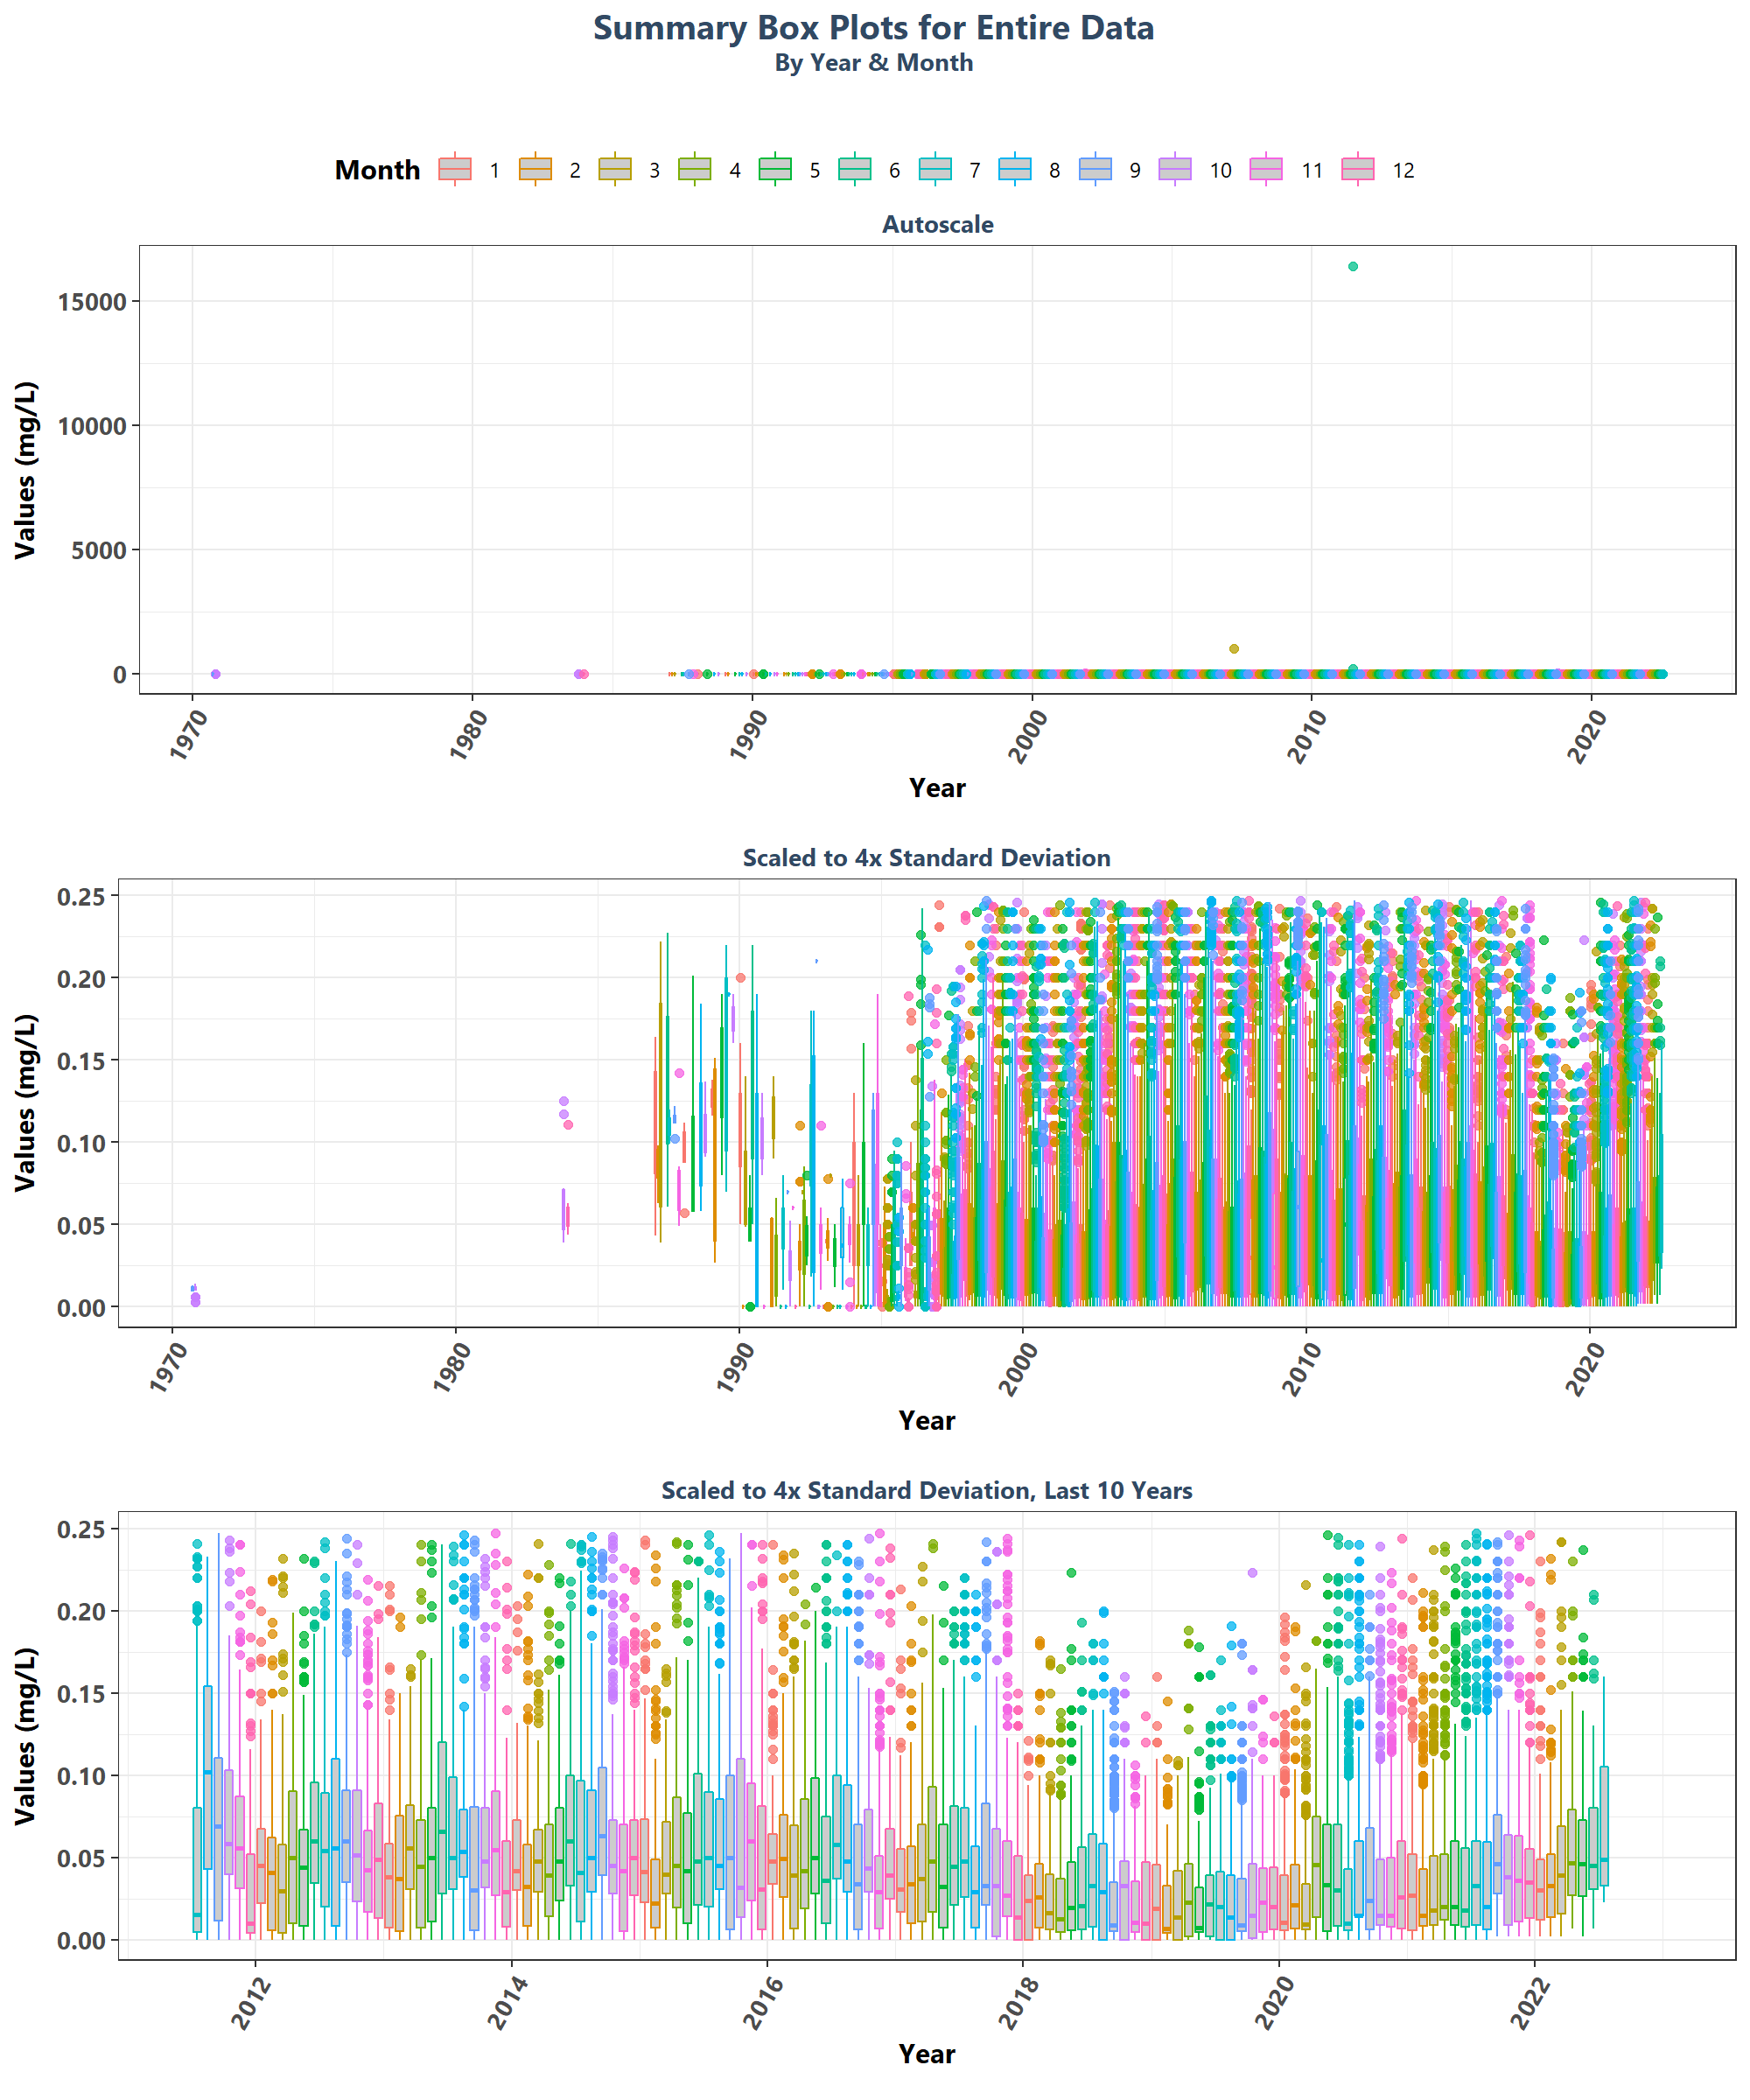 Summary Box Plots for Entire Data
By Year & Month
Month 1 2 3 4 5 6 7 8 9 10 11 12
Autoscale
Values (mg/L)
15000
10000
5000
0
1970 1980 1990 2000 2010 2020
Year
Scaled to 4x Standard Deviation
Values (mg/L)
0.25
0.20
0.15
0.10
0.05
0.00
1970 1980 1990 2000 2010 2020
Year
Scaled to 4x Standard Deviation, Last 10 Years
Values (mg/L)
0.25
0.20
0.15
0.10
0.05
0.00
2012 2014 2016 2018 2020 2022
Year